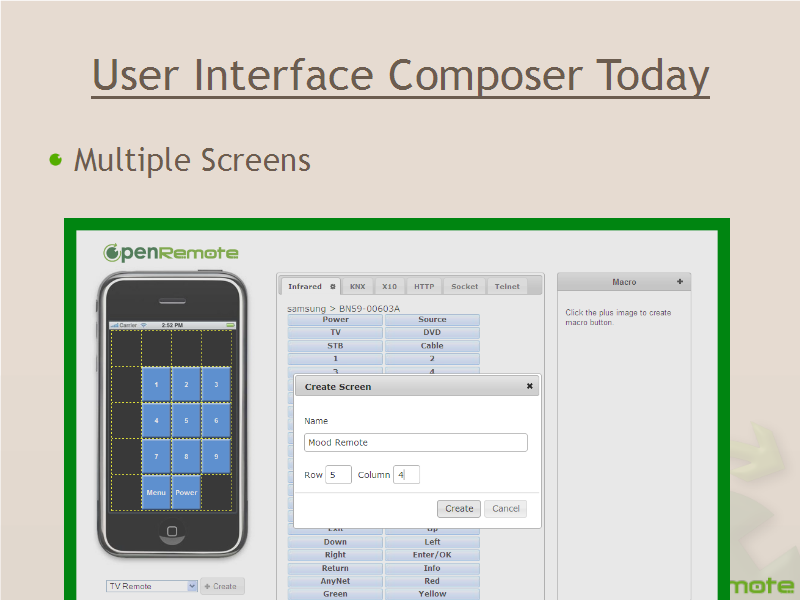 User Interface Composer Today
Multiple Screens
OpenRemote
Carrier 2:52 PM
1 2 3
4 5 6
7 8 9
Menu Power
TV Remote + Create
Infrared KNX X10 HTTP Socket Telnet
samsung > BN59-00603A
Power Source
TV DVD
STB Cable
1 2
3 4
Create Screen
Name
Mood Remote
Row 5 Column 4
Create Cancel
Exit Up
Down Left
Right Enter/OK
Return Info
AnyNet Red
Green Yellow
Macro +
Click the plus image to create
macro button.
mote